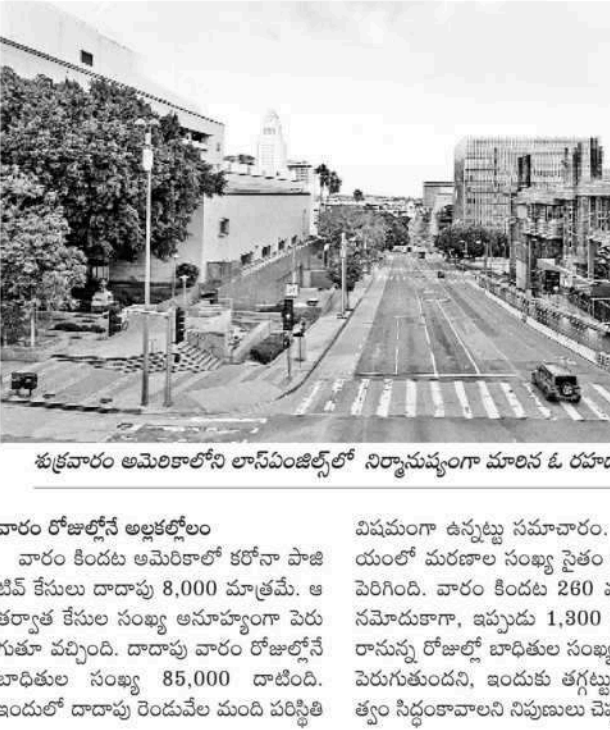 శుక్రవారం అమెరికాలోని లాస్‌ఏంజిల్స్‌లో నిర్మానుష్యంగా మారిన ఓ రహద
వారం రోజుల్లోనే అల్లకల్లోలం
వారం కిందట అమెరికాలో కరోనా పాజి
టివ్ కేసులు దాదాపు 8,000 మాత్రమే. ఆ
తర్వాత కేసుల సంఖ్య అనూహ్యంగా పెరు
గుతూ వచ్చింది. దాదాపు వారం రోజుల్లోనే
బాధితుల సంఖ్య 85,000 దాటింది.
ఇందులో దాదాపు రెండువేల మంది పరిస్థితి
విషమంగా ఉన్నట్టు సమాచారం.
యంలో మరణాల సంఖ్య సైతం
పెరిగింది. వారం కిందట 260
నమోదుకాగా, ఇప్పుడు 1,300
రానున్న రోజుల్లో బాధితుల సంఖ్య
పెరుగుతుందని, ఇందుకు తగ్గట్టు
త్వం సిద్ధంకావాలని నిపుణులు చెప